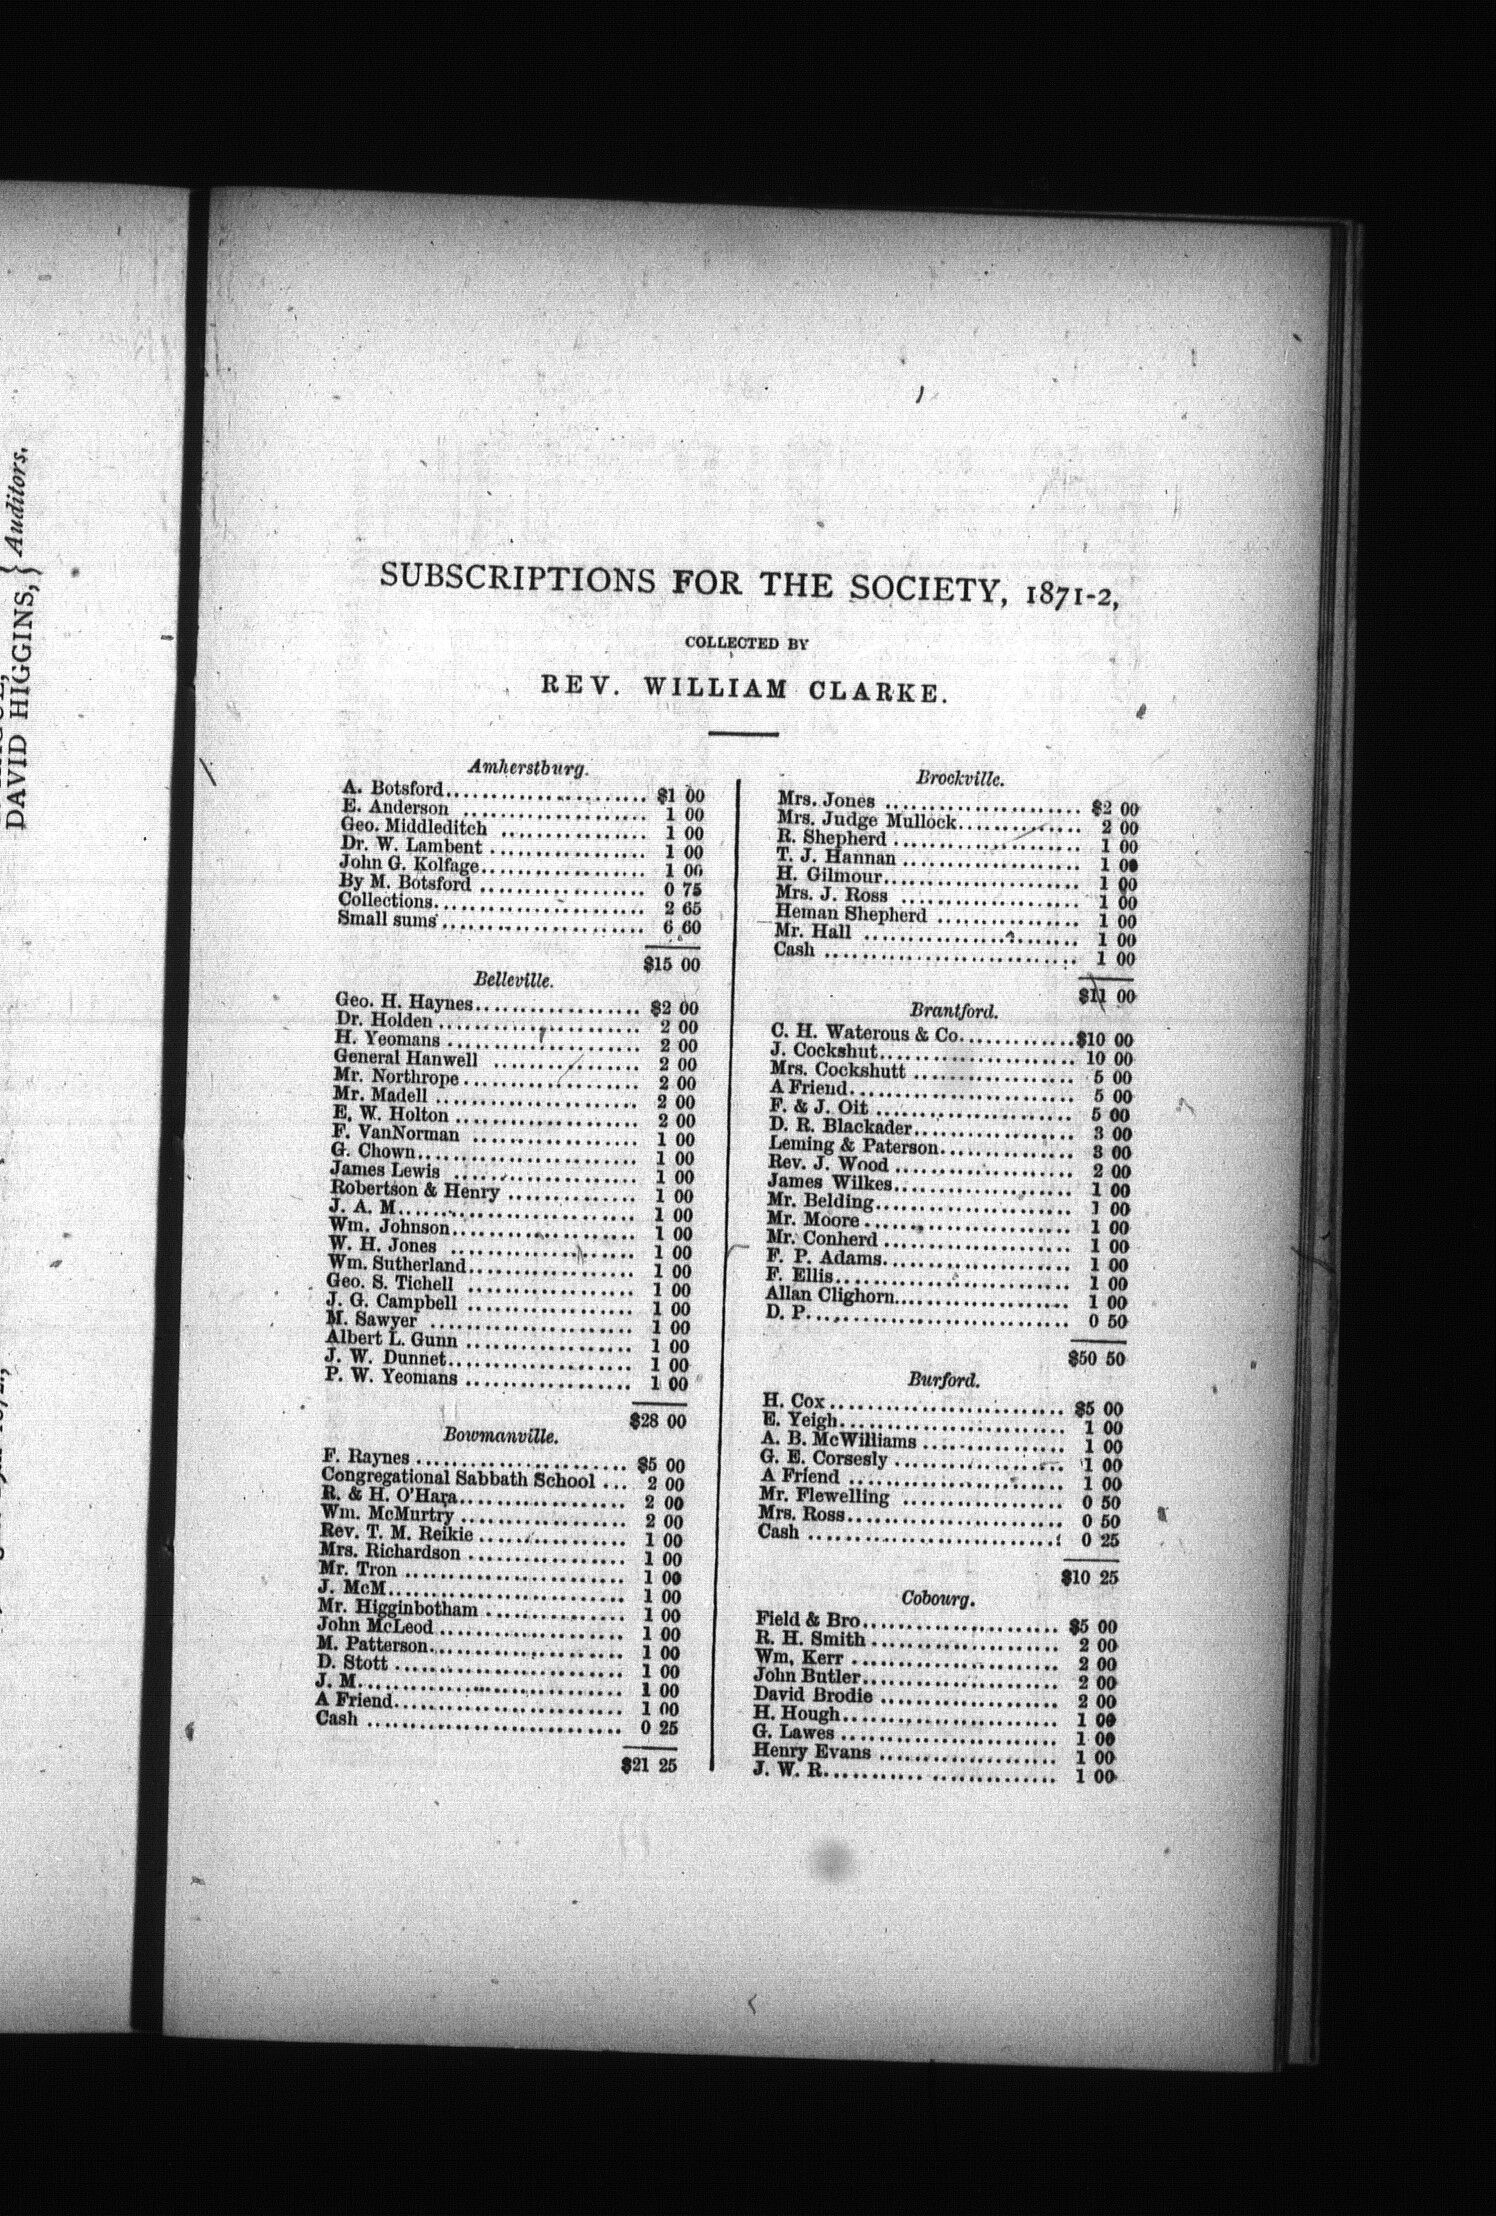 Auditors.
DAVID HIGGINS,
SUBSCRIPTIONS FOR THE SOCIETY, 1871-2,
COLLECTED BY
REV. WILLIAM CLARKE.
Amherstburg.
A. Botsford...................... $1 00
E. Anderson .................... 1 00
Geo. Middleditch ................ 1 00
Dr. W. Lambent ................. 1 00
John G. Kolfage.................. 1 00
By M. Botsford .................. 0 75
Collections....................... 2 65
Small sums ...................... 6 60
$15 00
Belleville.
Geo. H. Haynes.................. $2 00
Dr. Holden ...................... 2 00
H. Yeomans ..................... 2 00
General Hanwell ................ 2 00
Mr. Northrope................... 2 00
Mr. Madell ...................... 2 00
E. W. Holton .................... 2 00
F. VanNorman .................. 1 00
G. Chown........................ 1 00
James Lewis .................... 1 00
Robertson & Henry .............. 1 00
J. A. M.......................... 1 00
Wm. Johnson.................... 1 00
W. H. Jones ..................... 1 00
Wm. Sutherland.................. 1 00
Geo. S. Tichell .................. 1 00
J. G. Campbell .................. 1 00
M. Sawyer ...................... 1 00
Albert L. Gunn .................. 1 00
J. W. Dunnet.................... 1 00
P. W. Yeomans .................. 1 00
$28 00
Bowmanville.
F. Raynes ....................... $5 00
Congregational Sabbath School ... 2 00
R. & H. O'Hara................... 2 00
Wm. McMurtry .................. 2 00
Rev. T. M. Reikie ................ 1 00
Mrs. Richardson ................. 1 00
Mr. Tron ........................ 1 00
J. McM.......................... 1 00
Mr. Higginbotham ............... 1 00
John McLeod .................... 1 00
M. Patterson..................... 1 00
D. Stott ......................... 1 00
J. M............................. 1 00
A Friend......................... 1 00
Cash ............................ 0 25
$21 25
Brockville.
Mrs. Jones ...................... $2 00
Mrs. Judge Mullock.............. 2 00
R. Shepherd ..................... 1 00
T. J. Hannan .................... 1 00
H. Gilmour...................... 1 00
Mrs. J. Ross .................... 1 00
Heman Shepherd ................ 1 00
Mr. Hall ........................ 1 00
Cash ............................ 1 00
$11 00
Brantford.
C. H. Waterous & Co............. $10 00
J. Cockshut...................... 10 00
Mrs. Cockshutt .................. 5 00
A Friend......................... 5 00
F. & J. Oit ...................... 5 00
D. R. Blackader.................. 3 00
Leming & Paterson............... 3 00
Rev. J. Wood .................... 2 00
James Wilkes.................... 1 00
Mr. Belding...................... 1 00
Mr. Moore ....................... 1 00
Mr. Conherd ..................... 1 00
F. P. Adams..................... 1 00
F. Ellis.......................... 1 00
Allan Clighorn................... 1 00
D. P............................. 0 50
$50 50
Burford.
H. Cox .......................... $5 00
E. Yeigh......................... 1 00
A. B. McWilliams ................ 1 00
G. E. Corsesly ................... 1 00
A Friend ........................ 1 00
Mr. Flewelling .................. 0 50
Mrs. Ross........................ 0 50
Cash ............................ 0 25
$10 25
Cobourg.
Field & Bro...................... $5 00
R. H. Smith ..................... 2 00
Wm. Kerr ....................... 2 00
John Butler...................... 2 00
David Brodie .................... 2 00
H. Hough........................ 1 00
G. Lawes ........................ 1 00
Henry Evans .................... 1 00
J. W. R.......................... 1 00